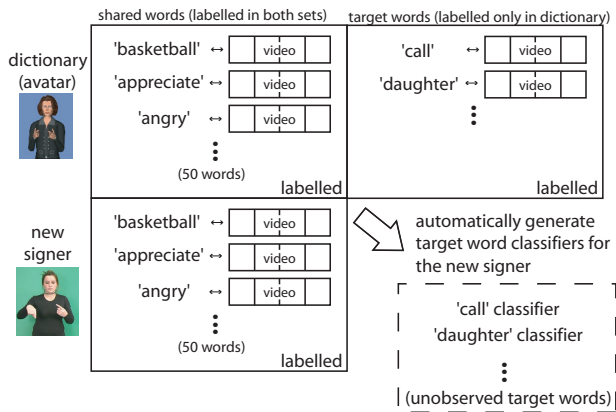 shared words (labelled in both sets)
target words (labelled only in dictionary)
dictionary
(avatar)
'basketball' ↔ video
'appreciate' ↔ video
'angry' ↔ video
(50 words)
labelled
'call' ↔ video
'daughter' ↔ video
labelled
new
signer
'basketball' ↔ video
'appreciate' ↔ video
'angry' ↔ video
(50 words)
labelled
automatically generate
target word classifiers for
the new signer
'call' classifier
'daughter' classifier
(unobserved target words)